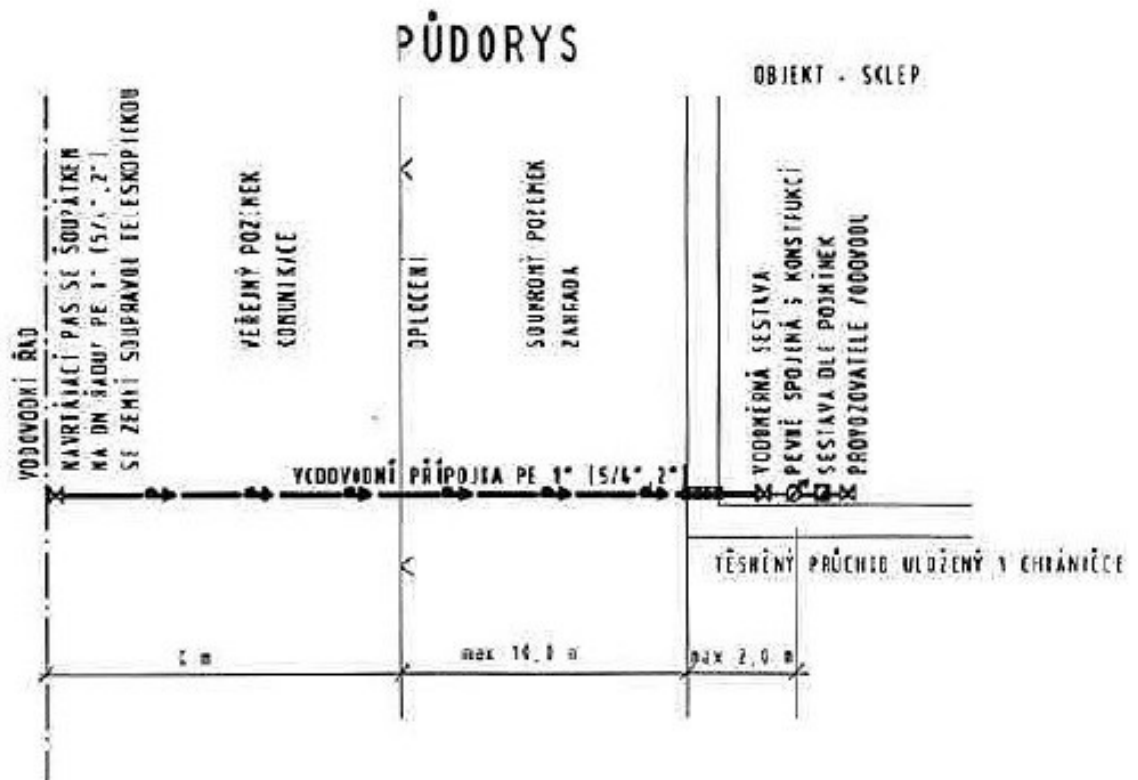 PŮDORYS
OBJEKT - SKLEP
VODOVODNÍ ŘAD
NAVRTÁVACÍ PAS SE ŠOUPÁTKEM
NA DN ŘADU* PE 1" (5/4",2")
SE ZEMNÍ SOUPRAVOU TELESKOPICKOU
VEŘEJNÝ POZEMEK
KOMUNIKACE
OPLOCENÍ
SOUKROMÝ POZEMEK
ZAHRADA
VODOMĚRNÁ SESTAVA
PEVNĚ SPOJENÁ S KONSTRUKCÍ
SESTAVA DLE PODMÍNEK
PROVOZOVATELE VODOVODU
VODOVODNÍ PŘÍPOJKA PE 1" (5/4",2")
TĚSNĚNÝ PRŮCHOD ULOŽENÝ V CHRÁNIČCE
m
max 10,0 m
max 2,0 m